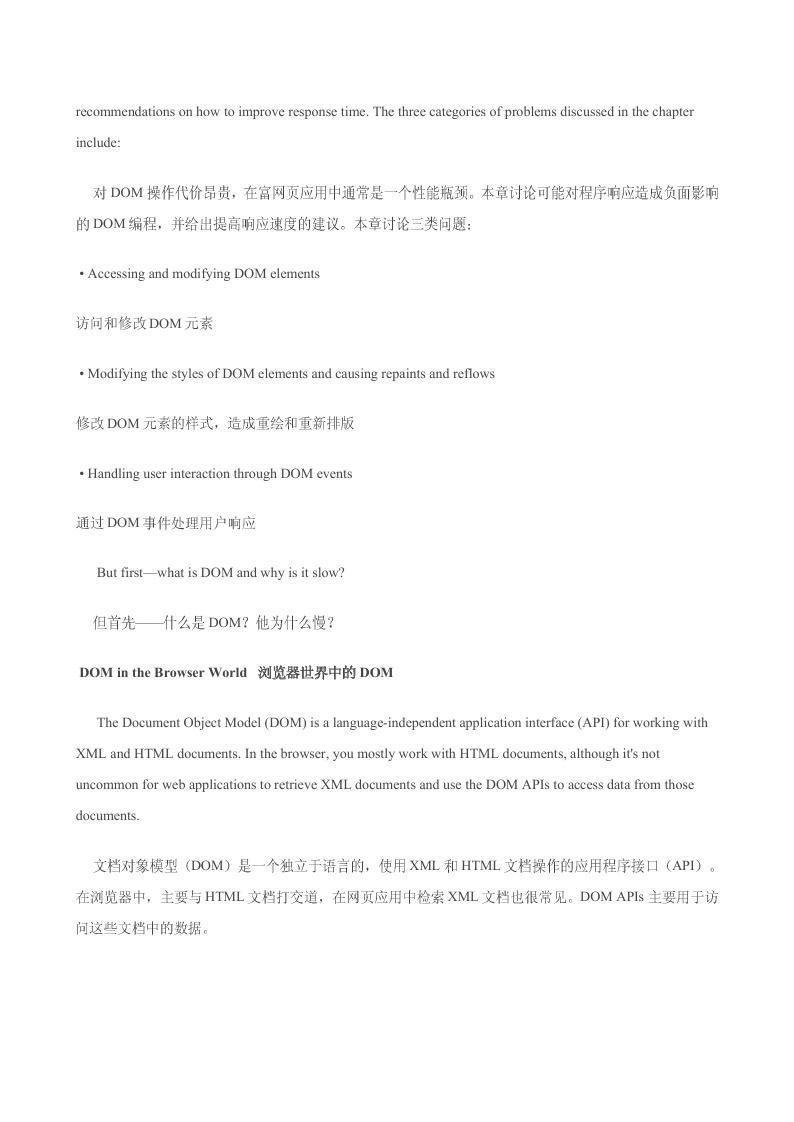 recommendations on how to improve response time. The three categories of problems discussed in the chapter
include:
对 DOM 操作代价昂贵，在富网页应用中通常是一个性能瓶颈。本章讨论可能对程序响应造成负面影响
的 DOM 编程，并给出提高响应速度的建议。本章讨论三类问题：
• Accessing and modifying DOM elements
访问和修改 DOM 元素
• Modifying the styles of DOM elements and causing repaints and reflows
修改 DOM 元素的样式，造成重绘和重新排版
• Handling user interaction through DOM events
通过 DOM 事件处理用户响应
But first—what is DOM and why is it slow?
但首先——什么是 DOM？他为什么慢？
DOM in the Browser World 浏览器世界中的 DOM
The Document Object Model (DOM) is a language-independent application interface (API) for working with
XML and HTML documents. In the browser, you mostly work with HTML documents, although it's not
uncommon for web applications to retrieve XML documents and use the DOM APIs to access data from those
documents.
文档对象模型（DOM）是一个独立于语言的，使用 XML 和 HTML 文档操作的应用程序接口（API）。
在浏览器中，主要与 HTML 文档打交道，在网页应用中检索 XML 文档也很常见。DOM APIs 主要用于访
问这些文档中的数据。